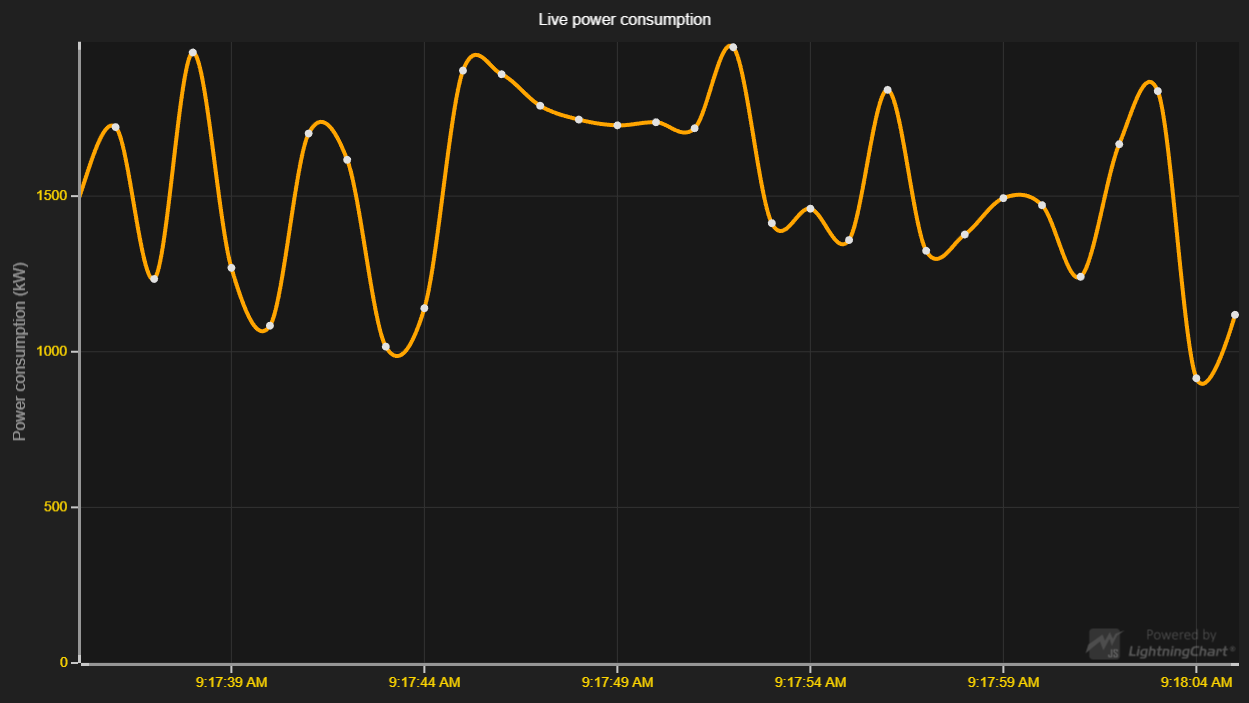 Live power consumption
Power consumption (kW)
1500
1000
500
0
9:17:39 AM
9:17:44 AM
9:17:49 AM
9:17:54 AM
9:17:59 AM
9:18:04 AM
Powered by
JS LightningChart®